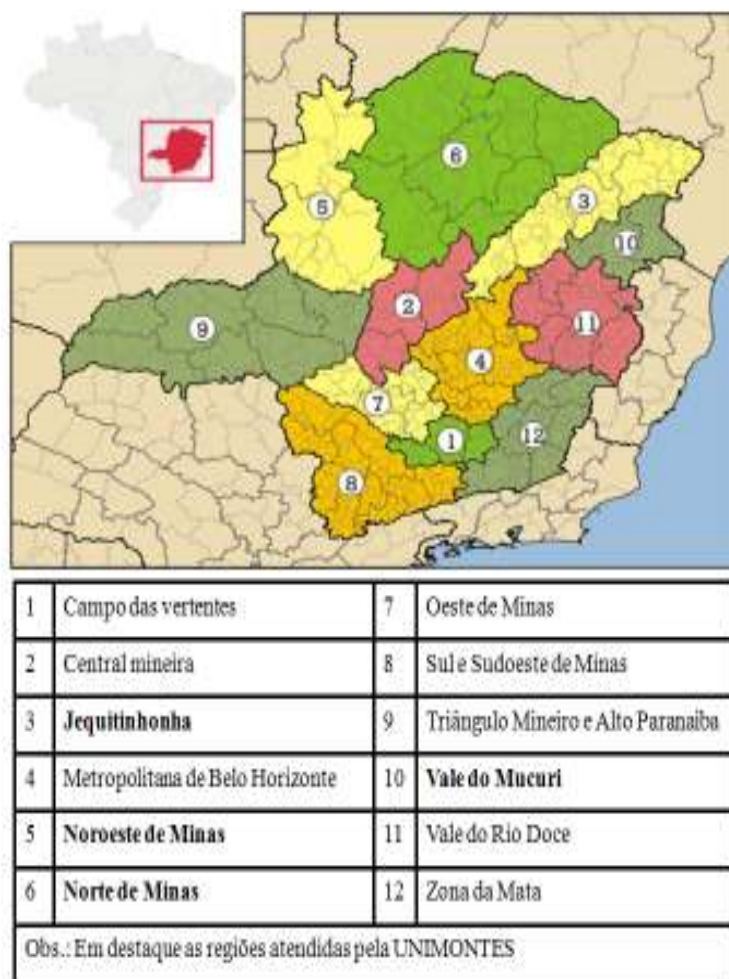 6
5
3
10
2
9
11
4
7
1
12
8
1 Campo das vertentes 7 Oeste de Minas
2 Central mineira 8 Sul e Sudoeste de Minas
3 Jequitinhonha 9 Triângulo Mineiro e Alto Paranaiba
4 Metropolitana de Belo Horizonte 10 Vale do Mucuri
5 Noroeste de Minas 11 Vale do Rio Doce
6 Norte de Minas 12 Zona da Mata
Obs.: Em destaque as regiões atendidas pela UNIMONTES